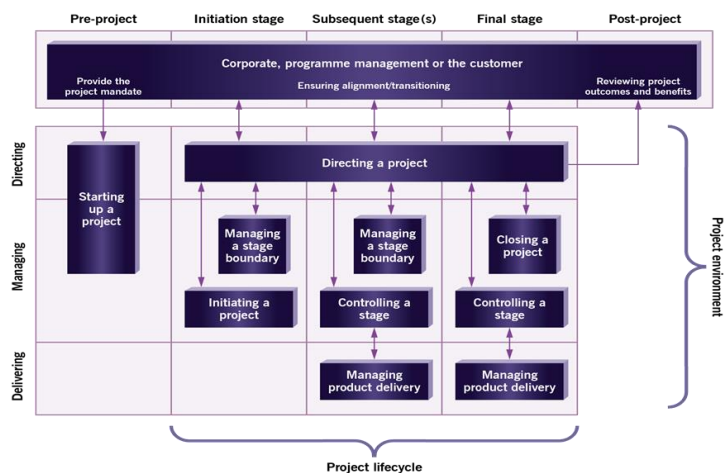 Pre-project
Initiation stage
Subsequent stage(s)
Final stage
Post-project
Corporate, programme management or the customer
Provide the
project mandate
Ensuring alignment/transitioning
Reviewing project
outcomes and benefits
Directing
Starting
up a
project
Directing a project
Managing
Managing
a stage
boundary
Managing
a stage
boundary
Closing a
project
Initiating a
project
Controlling a
stage
Controlling a
stage
Delivering
Managing
product delivery
Managing
product delivery
Project environment
Project lifecycle